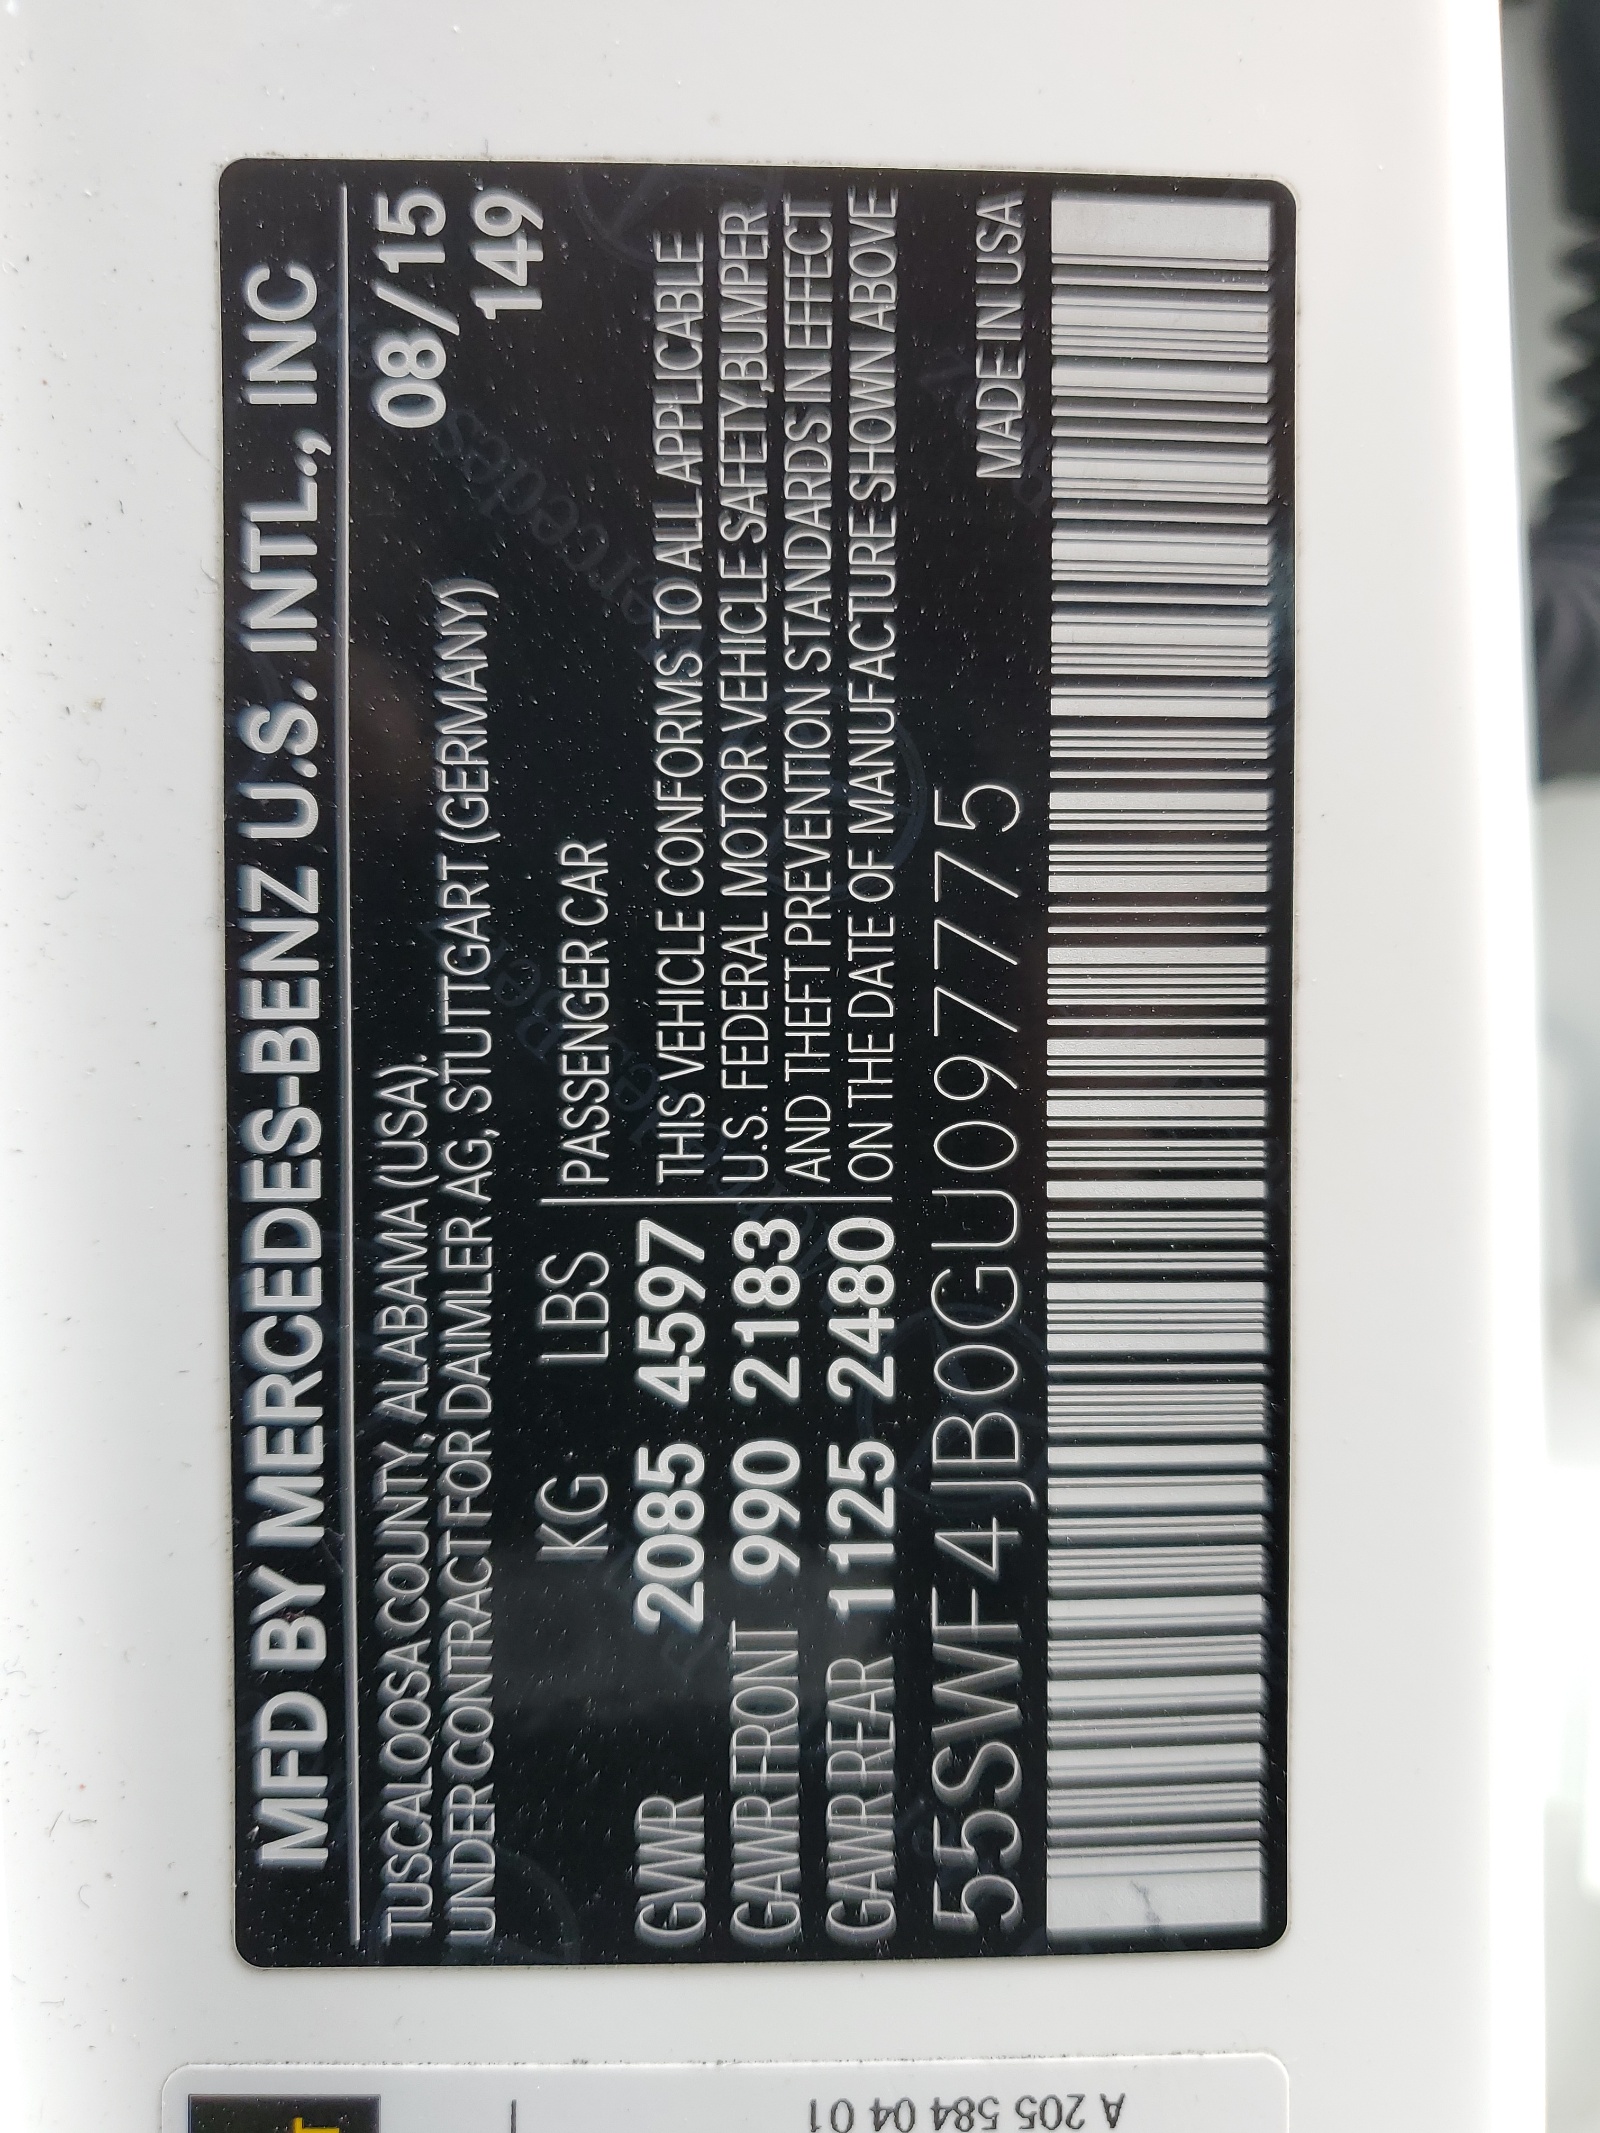 MFD BY MERCEDES-BENZ U.S. INTL., INC
TUSCALOOSA COUNTY, ALABAMA (USA). 08/15
UNDER CONTRACT FOR DAIMLER AG, STUTTGART (GERMANY) 149
KG LBS PASSENGER CAR
GVWR 2085 4597 THIS VEHICLE CONFORMS TO ALL APPLICABLE
GAWR FRONT 990 2183 U.S. FEDERAL MOTOR VEHICLE SAFETY,BUMPER
GAWR REAR 1125 2480 AND THEFT PREVENTION STANDARDS IN EFFECT
ON THE DATE OF MANUFACTURE SHOWN ABOVE
55SWF4JB0GU097775 MADE IN USA
A 205 584 04 01